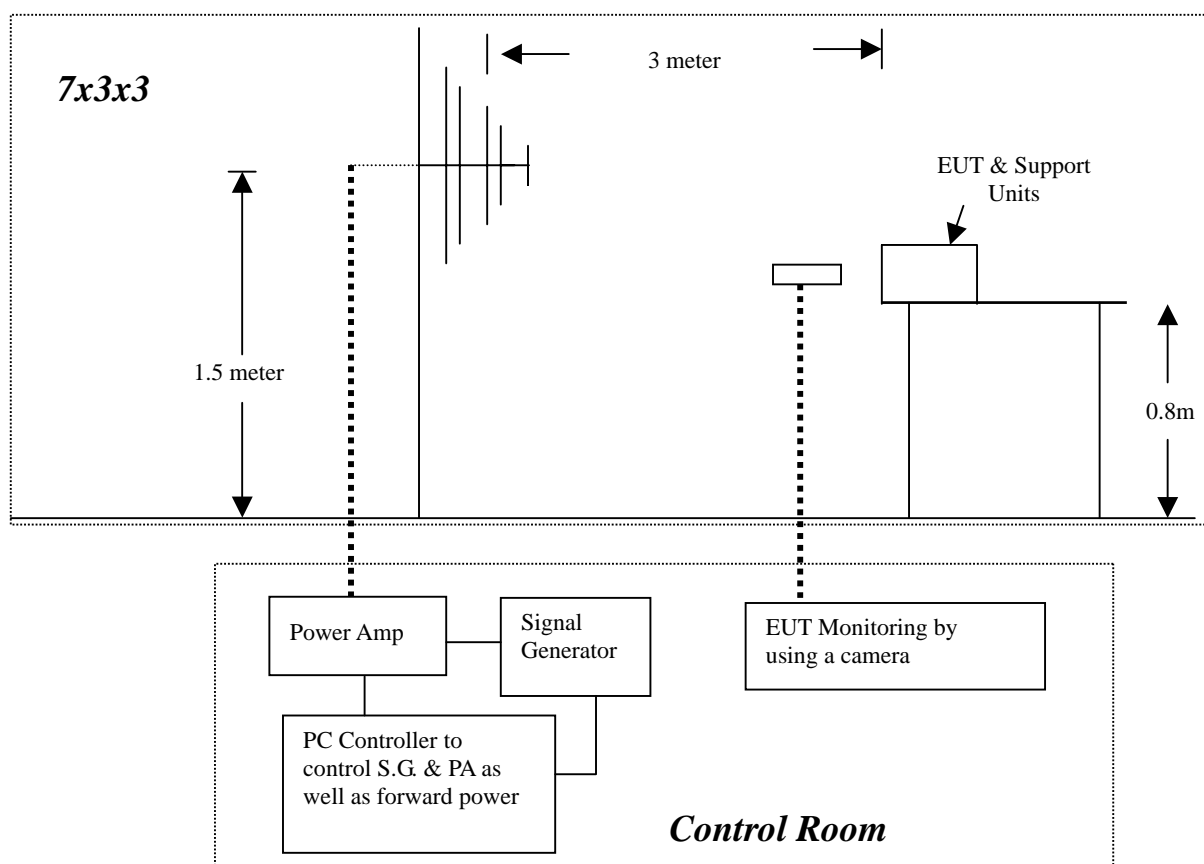 3 meter
7x3x3
EUT & Support
Units
1.5 meter
0.8m
Power Amp
Signal
Generator
EUT Monitoring by
using a camera
PC Controller to
control S.G. & PA as
well as forward power
Control Room